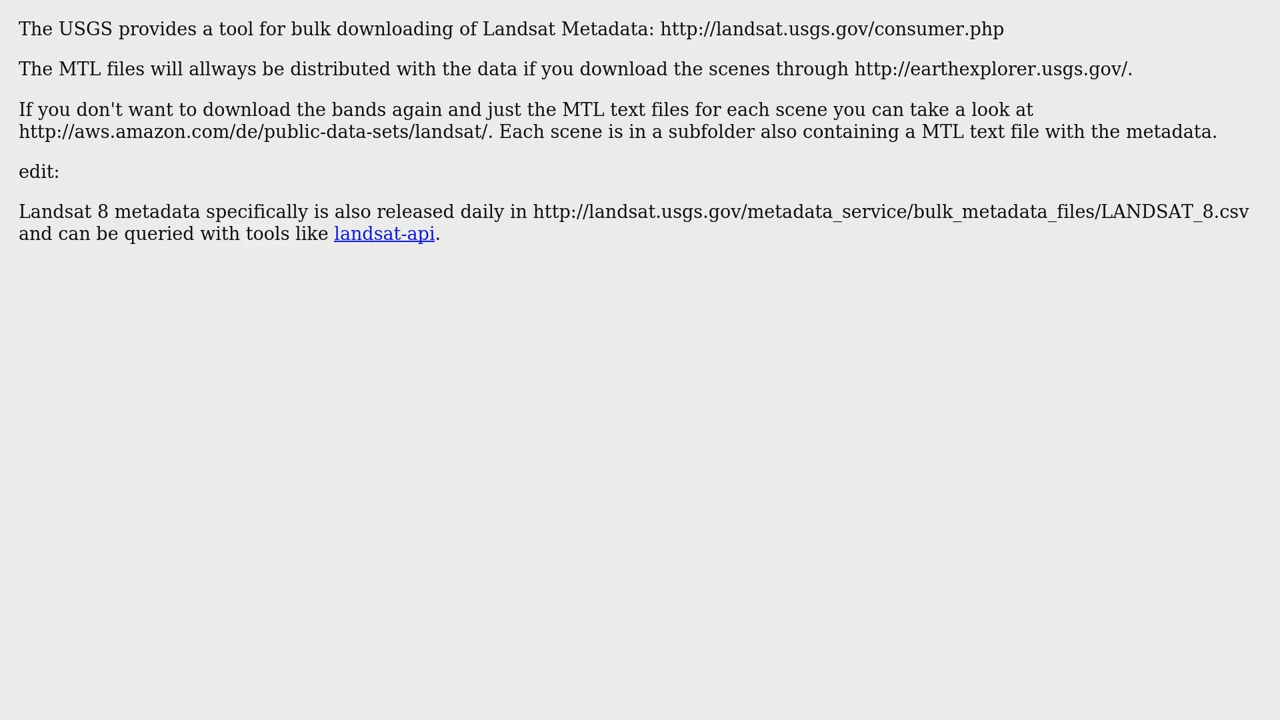 The USGS provides a tool for bulk downloading of Landsat Metadata: http://landsat.usgs.gov/consumer.php
The MTL files will allways be distributed with the data if you download the scenes through http://earthexplorer.usgs.gov/.
If you don't want to download the bands again and just the MTL text files for each scene you can take a look at
http://aws.amazon.com/de/public-data-sets/landsat/. Each scene is in a subfolder also containing a MTL text file with the metadata.
edit:
Landsat 8 metadata specifically is also released daily in http://landsat.usgs.gov/metadata_service/bulk_metadata_files/LANDSAT_8.csv
and can be queried with tools like landsat-api.